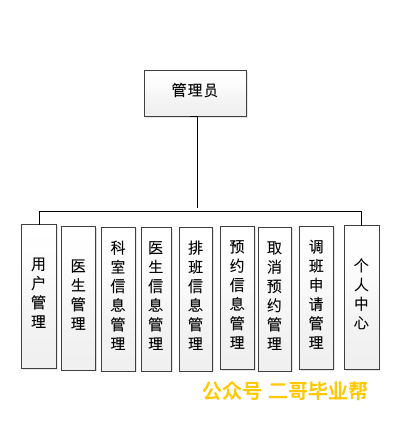 管理员
用户管理
医生管理
科室信息管理
医生信息管理
排班信息管理
预约信息管理
取消预约管理
调班申请管理
个人中心
公众号 二哥毕业帮